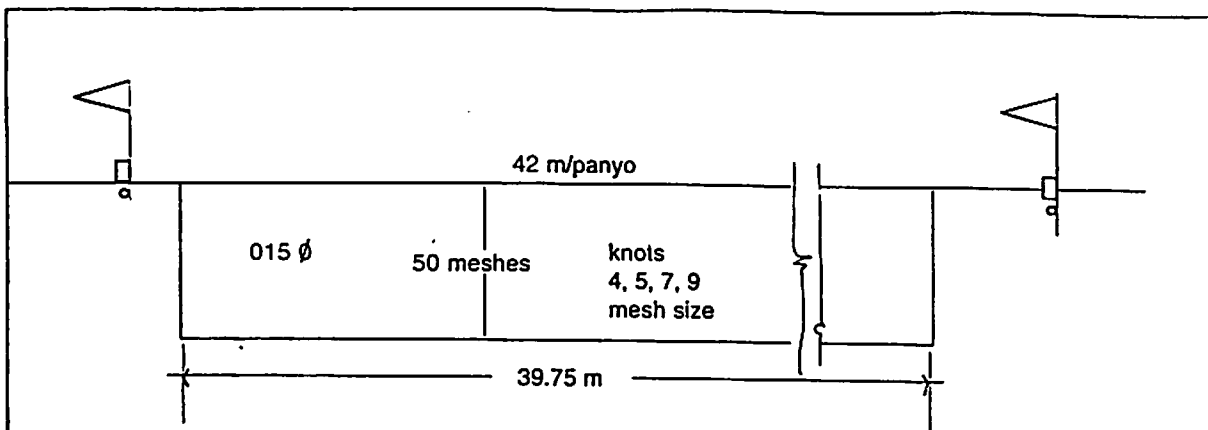 42 m/panyo
015 ϕ
50 meshes
knots
4, 5, 7, 9
mesh size
39.75 m